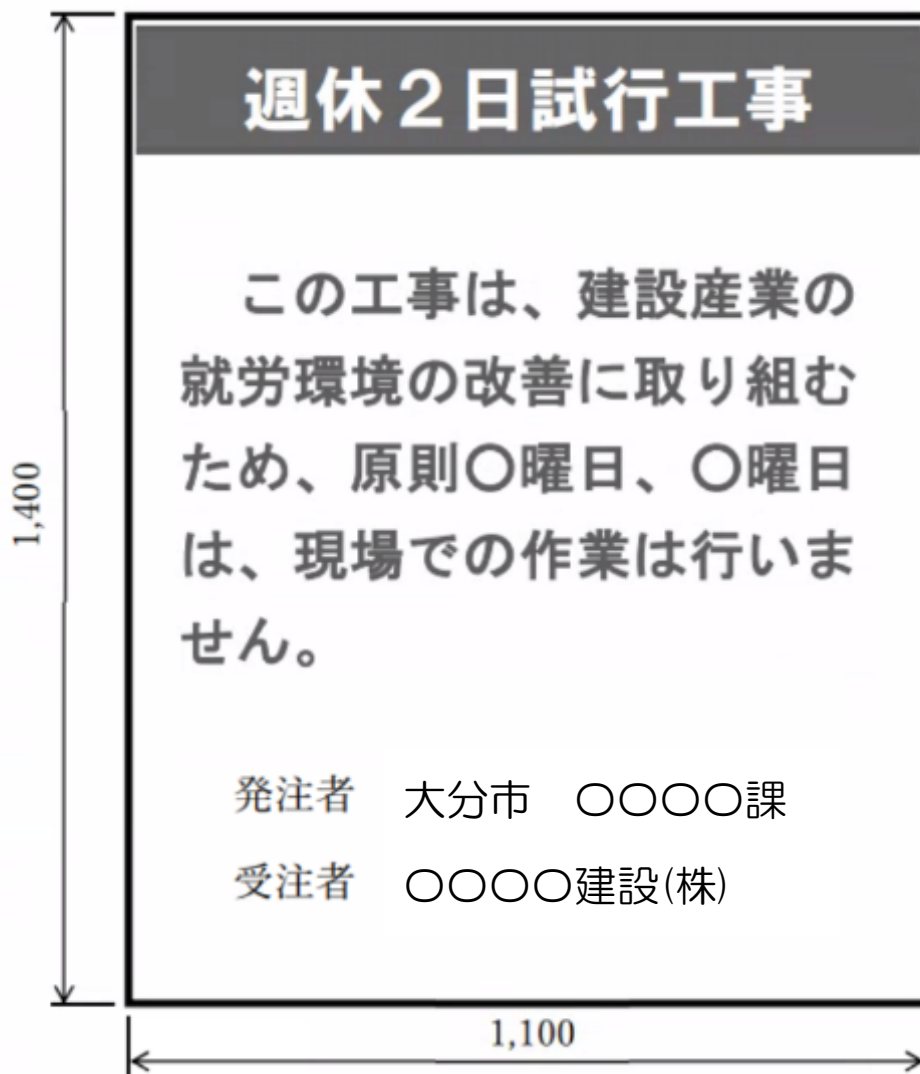 週休２日試行工事
　この工事は、建設産業の
就労環境の改善に取り組む
ため、原則〇曜日、〇曜日
は、現場での作業は行いま
せん。
発注者　大分市　〇〇〇〇課
受注者　〇〇〇〇建設(株)
1,400
1,100